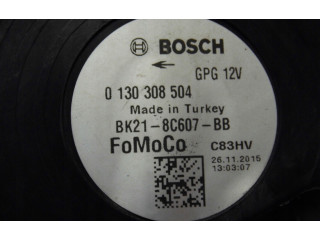 BOSCH
GPG 12V
0 130 308 504
Made in Turkey
BK21-8C607-BB
FoMoCo C83HV
26.11.2015
13:03:07